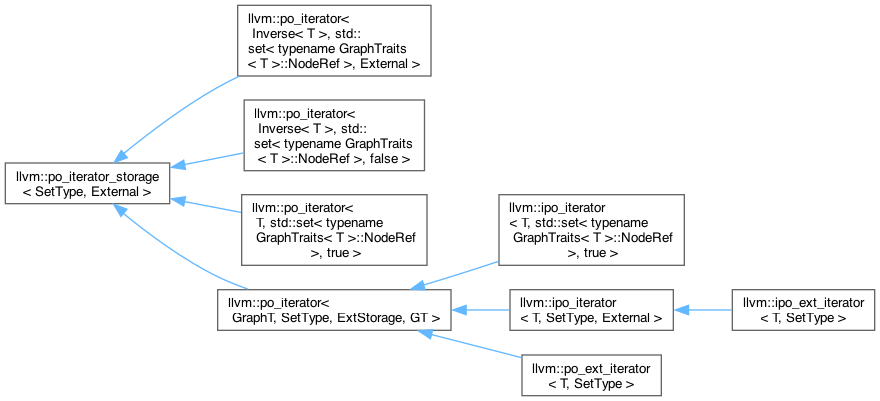 llvm::po_iterator<
Inverse< T >, std::
set< typename GraphTraits
< T >::NodeRef >, External >
llvm::po_iterator<
Inverse< T >, std::
set< typename GraphTraits
< T >::NodeRef >, false >
llvm::po_iterator_storage
< SetType, External >
llvm::po_iterator<
T, std::set< typename
GraphTraits< T >::NodeRef
>, true >
llvm::ipo_iterator
< T, std::set< typename
GraphTraits< T >::NodeRef
>, true >
llvm::po_iterator<
GraphT, SetType, ExtStorage, GT >
llvm::ipo_iterator
< T, SetType, External >
llvm::ipo_ext_iterator
< T, SetType >
llvm::po_ext_iterator
< T, SetType >